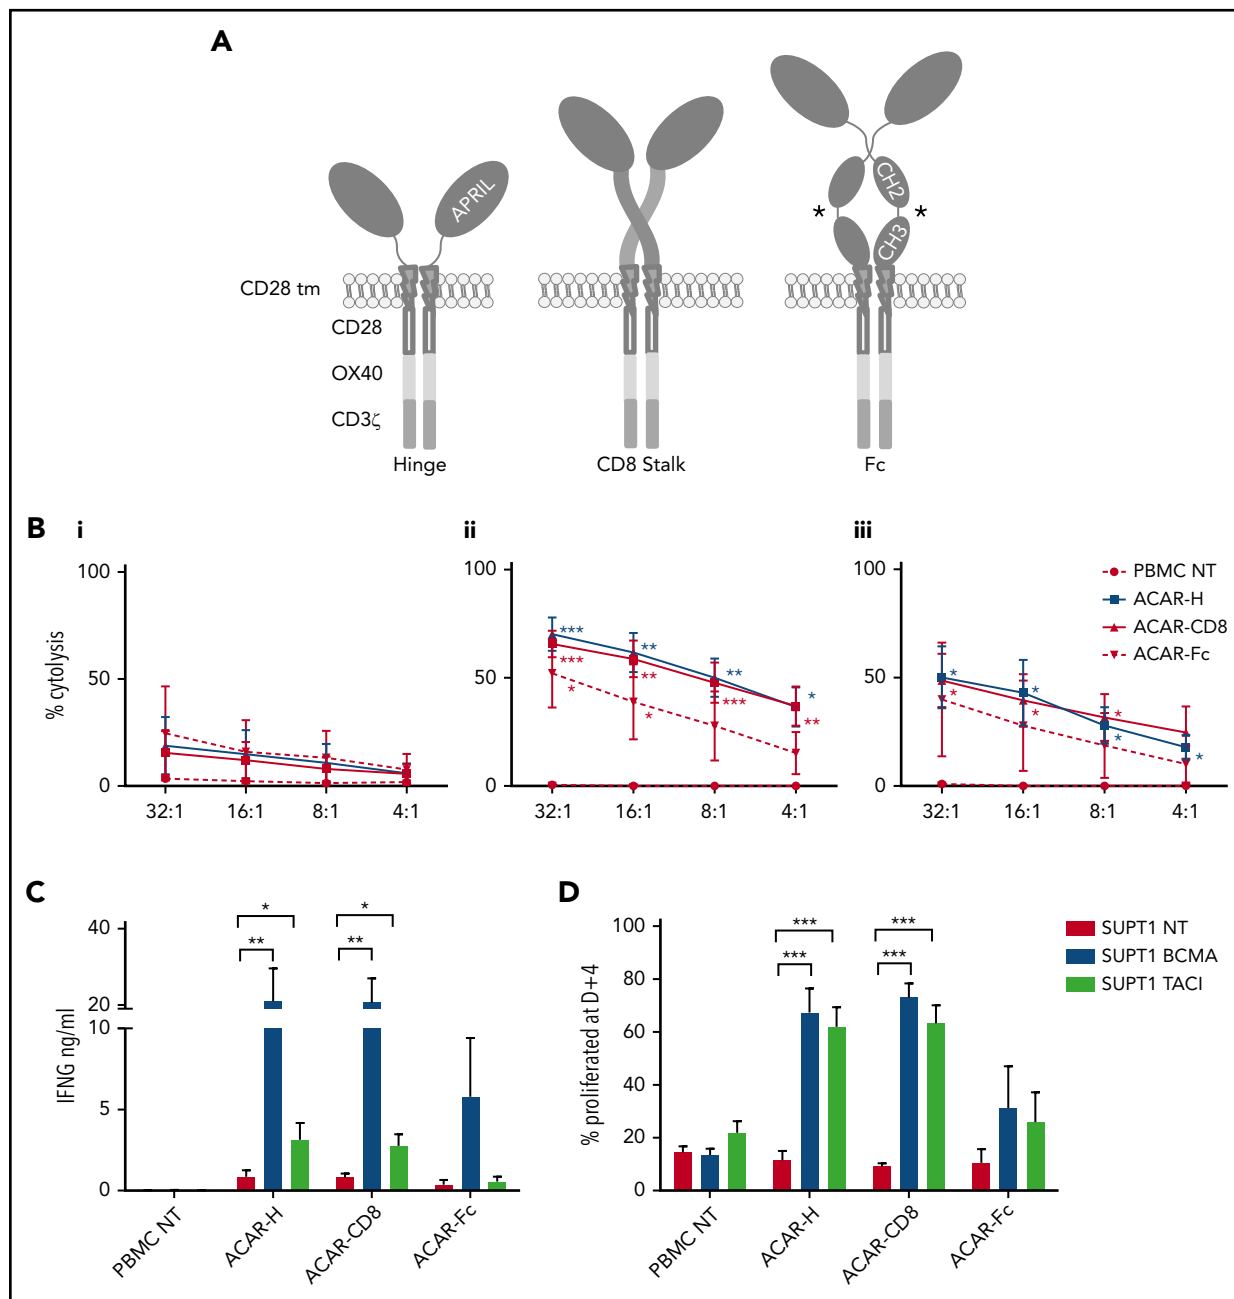 A
APRIL
CH2
CH3
*
*
CD28 tm
CD28
OX40
CD3ζ
Hinge
CD8 Stalk
Fc
B
i
ii
iii
% cytolysis
100
50
0
32:1
16:1
8:1
4:1
100
50
0
***
**
**
*
***
**
***
**
*
*
32:1
16:1
8:1
4:1
100
50
0
*
*
*
*
*
*
*
32:1
16:1
8:1
4:1
PBMC NT
ACAR-H
ACAR-CD8
ACAR-Fc
C
IFNG ng/ml
40
20
10
5
0
*
**
*
**
PBMC NT
ACAR-H
ACAR-CD8
ACAR-Fc
D
% proliferated at D+4
100
80
60
40
20
0
***
***
***
***
PBMC NT
ACAR-H
ACAR-CD8
ACAR-Fc
SUPT1 NT
SUPT1 BCMA
SUPT1 TACI